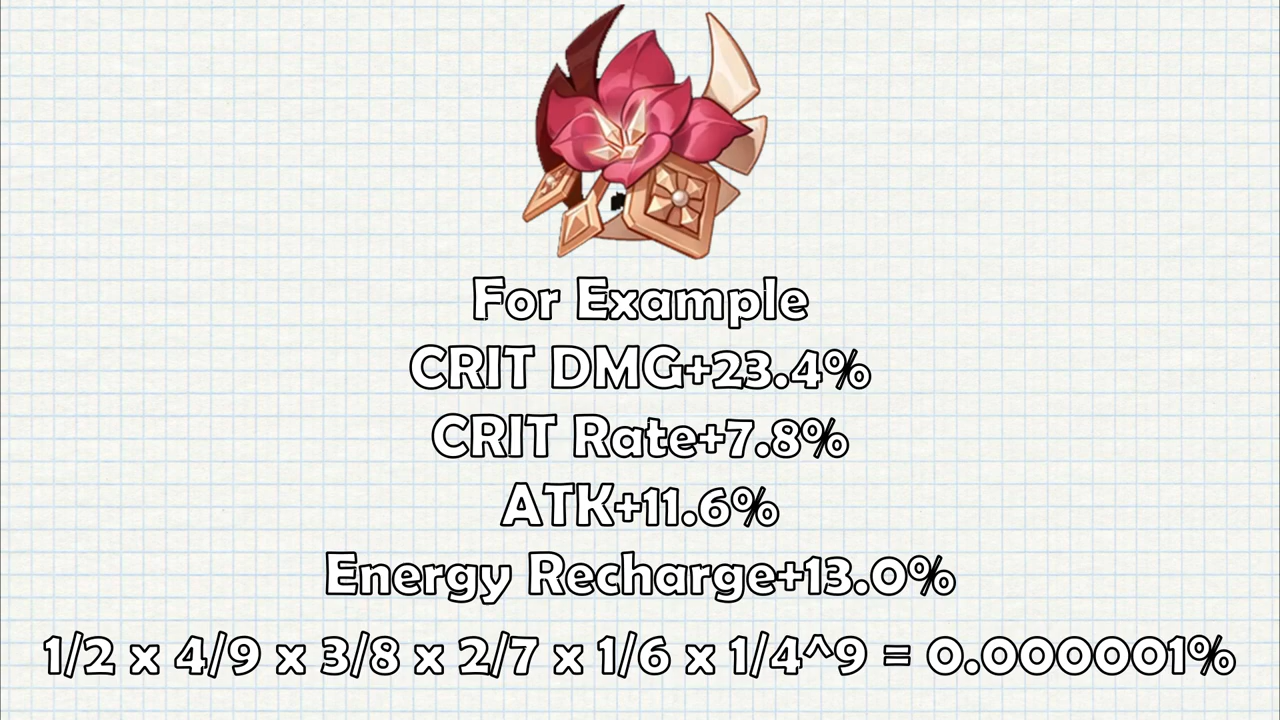 For Example
CRIT DMG+23.4%
CRIT Rate+7.8%
ATK+11.6%
Energy Recharge+13.0%
1/2 x 4/9 x 3/8 x 2/7 x 1/6 x 1/4^9 = 0.000001%